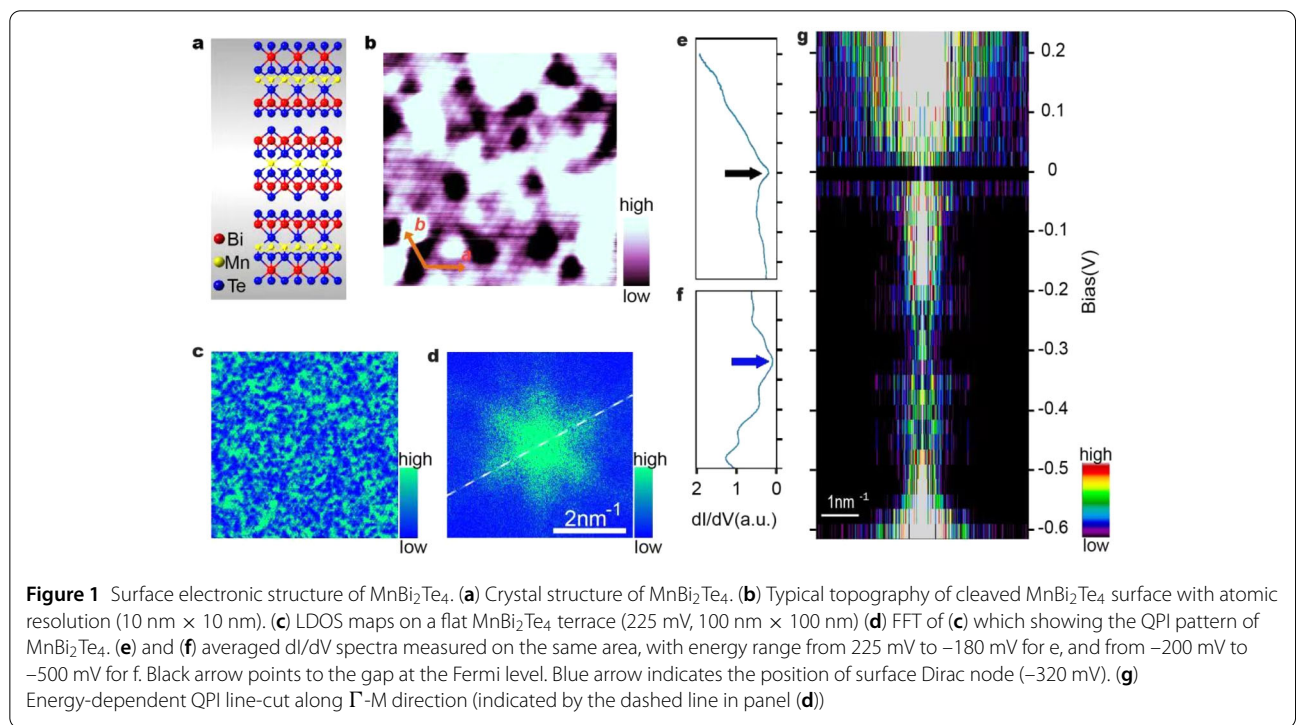 a
Bi
Mn
Te
b
b
a
high
low
c
high
low
d
2nm⁻¹
high
low
e
f
2 1 0
dI/dV(a.u.)
g
0.2
0.1
0
-0.1
-0.2
-0.3
-0.4
-0.5
-0.6
Bias(V)
1nm⁻¹
high
low
Figure 1 Surface electronic structure of MnBi₂Te₄. (a) Crystal structure of MnBi₂Te₄. (b) Typical topography of cleaved MnBi₂Te₄ surface with atomic
resolution (10 nm × 10 nm). (c) LDOS maps on a flat MnBi₂Te₄ terrace (225 mV, 100 nm × 100 nm) (d) FFT of (c) which showing the QPI pattern of
MnBi₂Te₄. (e) and (f) averaged dI/dV spectra measured on the same area, with energy range from 225 mV to –180 mV for e, and from –200 mV to
–500 mV for f. Black arrow points to the gap at the Fermi level. Blue arrow indicates the position of surface Dirac node (–320 mV). (g)
Energy-dependent QPI line-cut along Γ-M direction (indicated by the dashed line in panel (d))